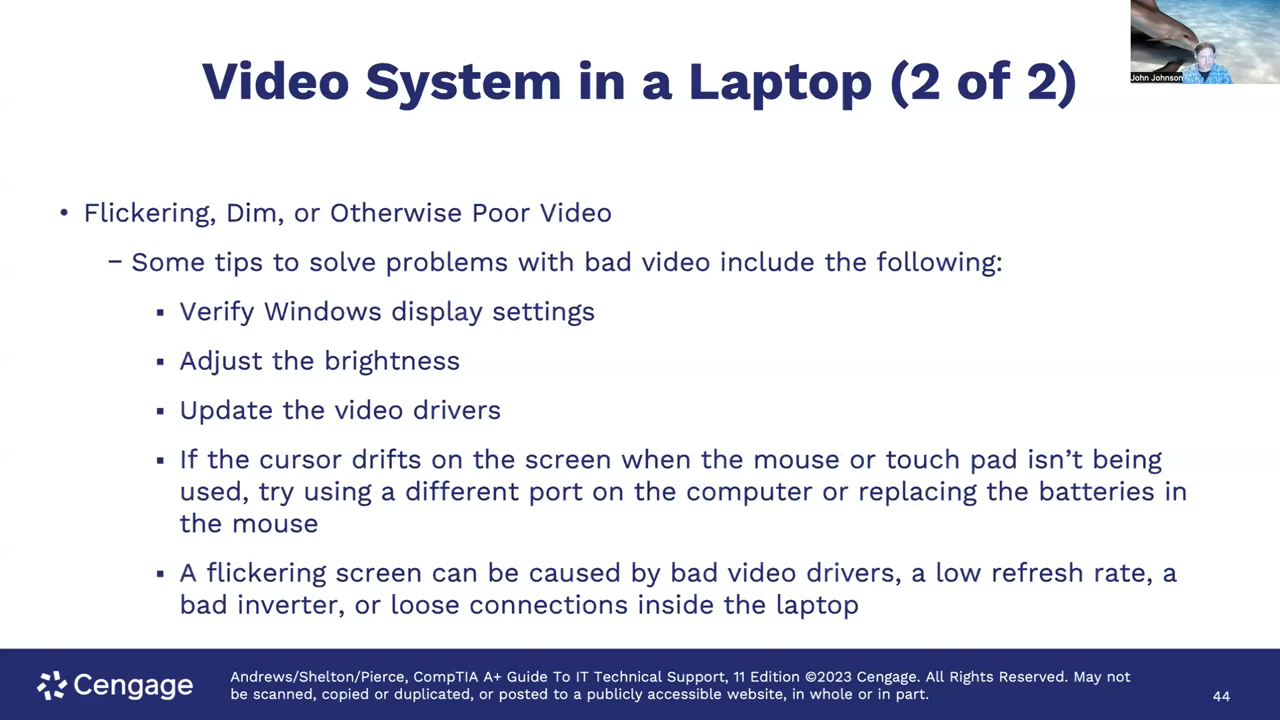 Video System in a Laptop (2 of 2)
John Johnson
• Flickering, Dim, or Otherwise Poor Video
– Some tips to solve problems with bad video include the following:
▪ Verify Windows display settings
▪ Adjust the brightness
▪ Update the video drivers
▪ If the cursor drifts on the screen when the mouse or touch pad isn’t being
used, try using a different port on the computer or replacing the batteries in
the mouse
▪ A flickering screen can be caused by bad video drivers, a low refresh rate, a
bad inverter, or loose connections inside the laptop
Cengage
Andrews/Shelton/Pierce, CompTIA A+ Guide To IT Technical Support, 11 Edition ©2023 Cengage. All Rights Reserved. May not
be scanned, copied or duplicated, or posted to a publicly accessible website, in whole or in part.
44